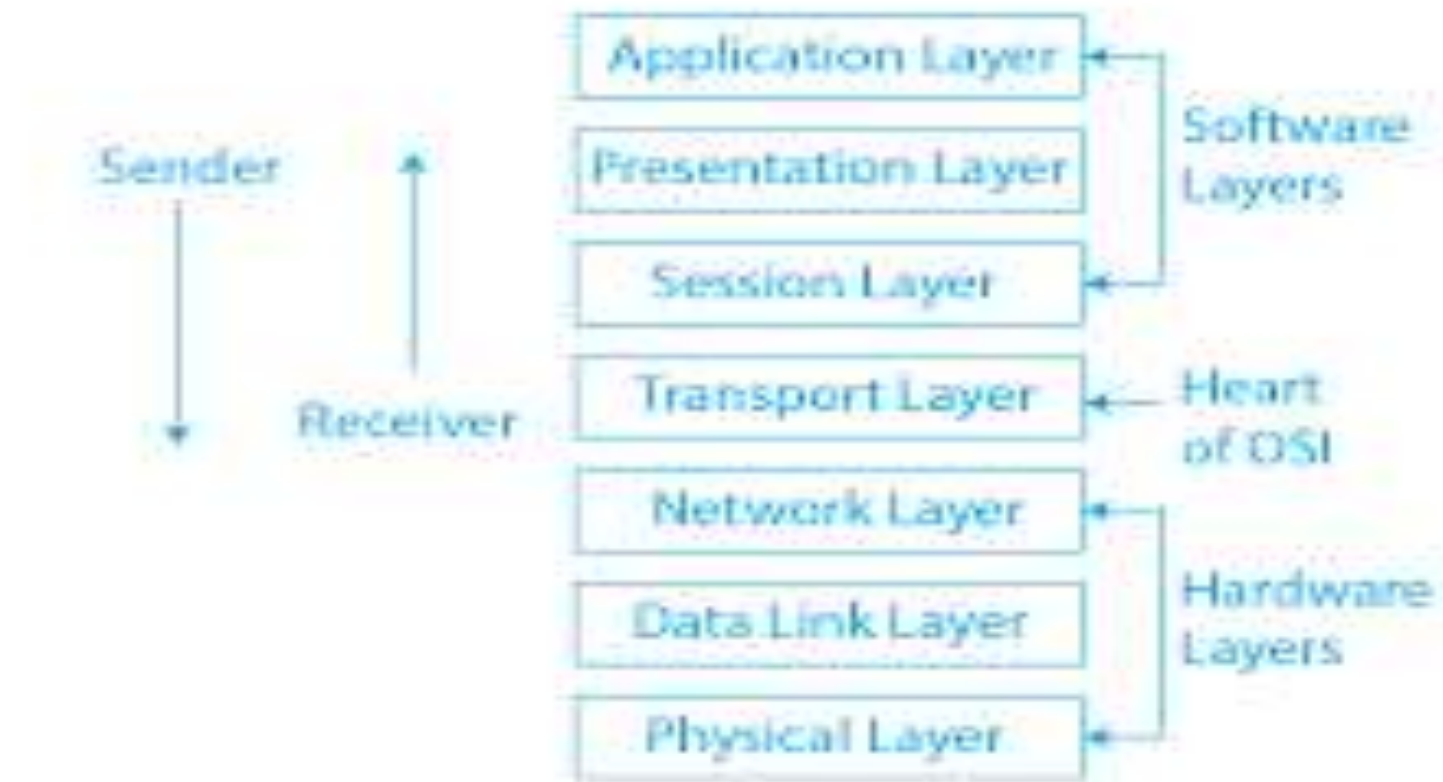 Application Layer
Presentation Layer
Session Layer
Transport Layer
Network Layer
Data Link Layer
Physical Layer
Sender
Receiver
Software
Layers
Heart
of OSI
Hardware
Layers